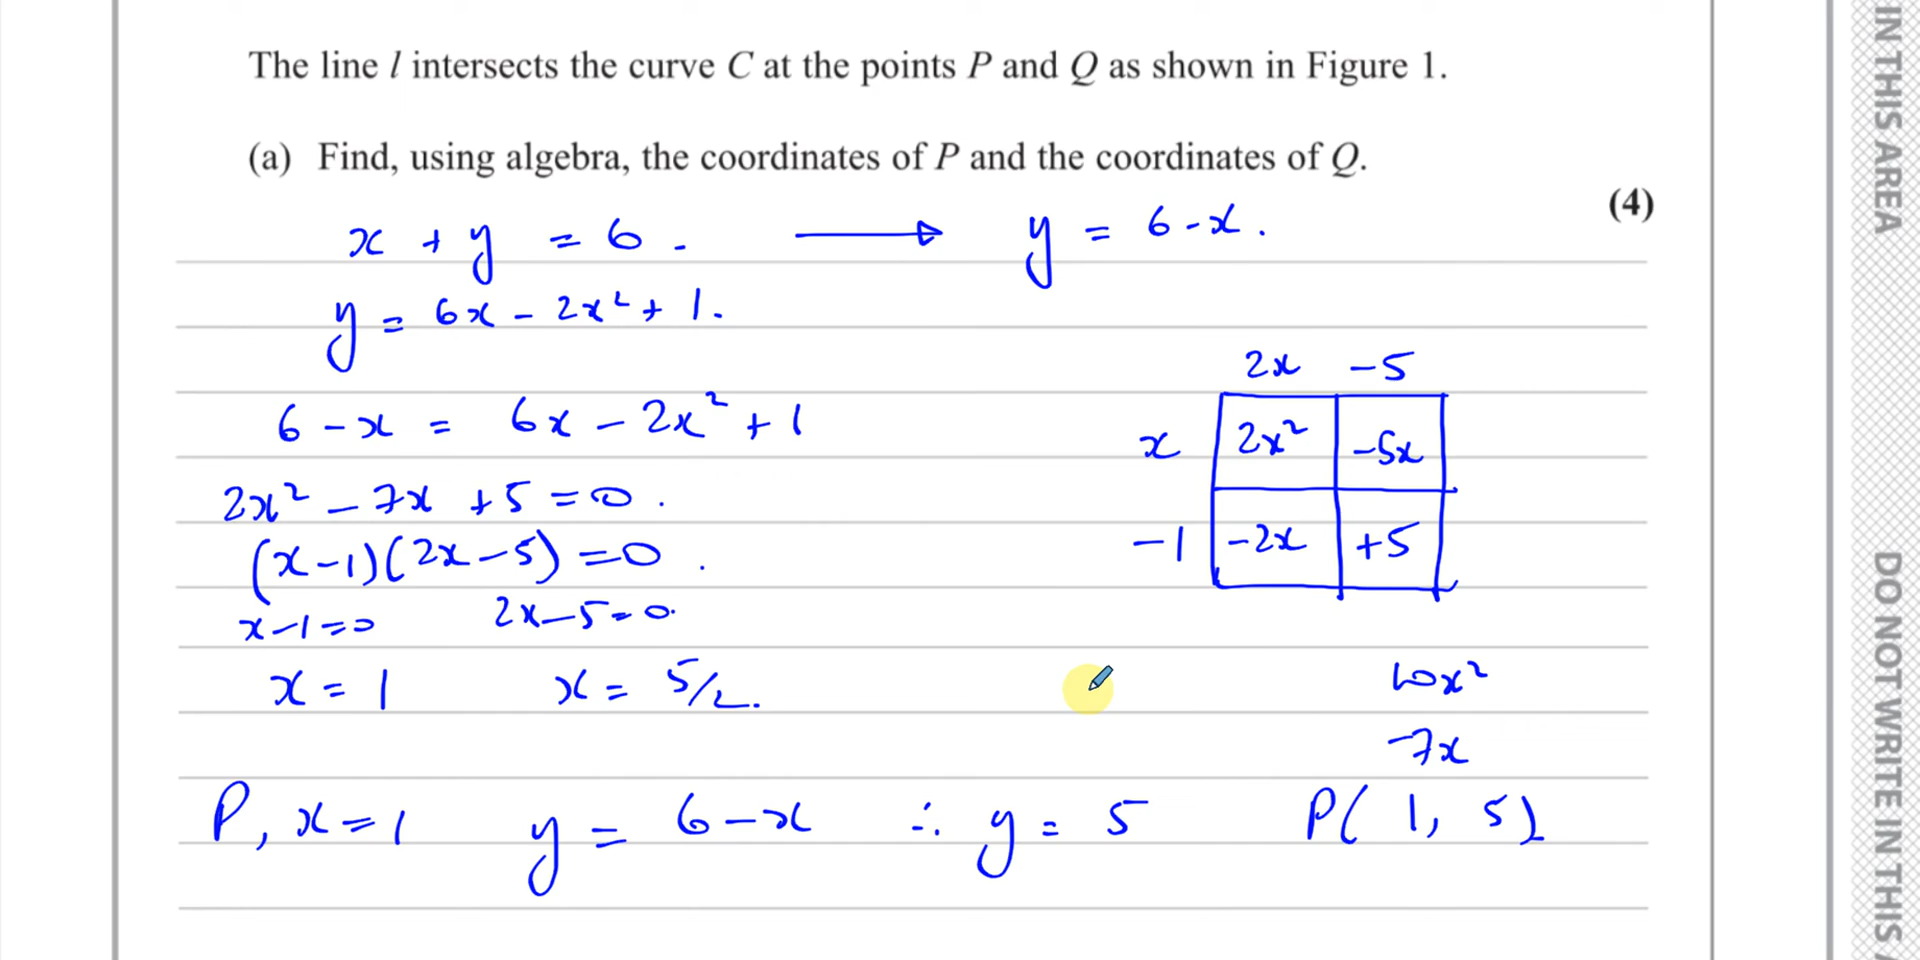 The line l intersects the curve C at the points P and Q as shown in Figure 1.
(a) Find, using algebra, the coordinates of P and the coordinates of Q.
(4)
x + y = 6. → y = 6 - x.
y = 6x - 2x² + 1.
2x -5
6 - x = 6x - 2x² + 1
x 2x² -5x
2x² - 7x + 5 = 0.
-1 -2x +5
(x-1)(2x-5) = 0.
x-1=0 2x-5=0.
x = 1 x = 5/2.
10x²
-7x
P, x=1 y = 6-x ∴ y = 5 P(1, 5)
IN THIS AREA
DO NOT WRITE IN THIS